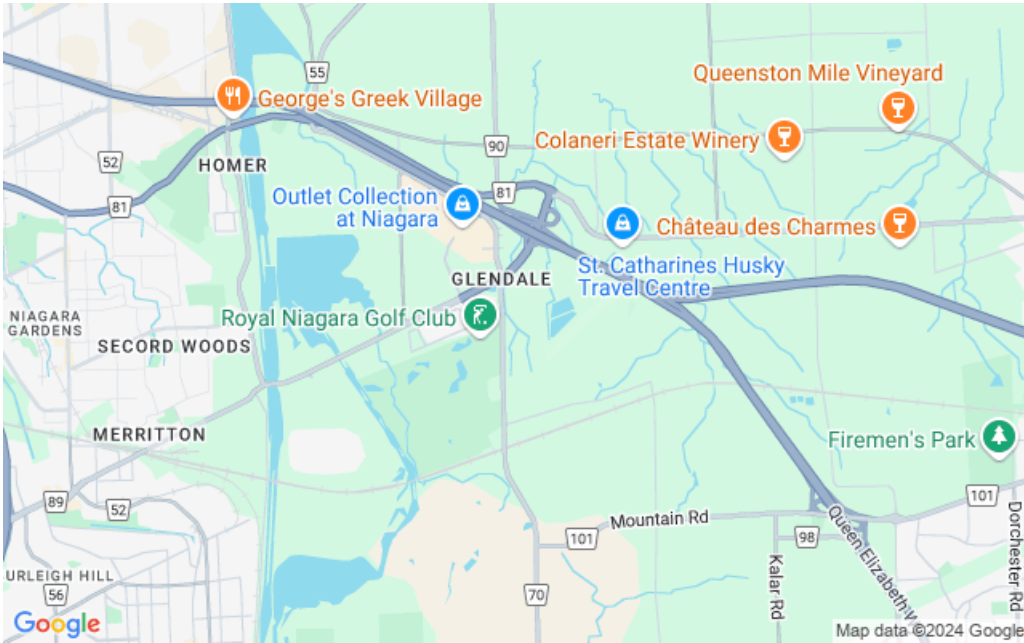 55
Queenston Mile Vineyard
George's Greek Village
90
Colaneri Estate Winery
52
HOMER
81
81
Outlet Collection
at Niagara
Château des Charmes
St. Catharines Husky
Travel Centre
GLENDALE
Royal Niagara Golf Club
NIAGARA
GARDENS
SECORD WOODS
MERRITTON
Firemen's Park
89
52
101
Mountain Rd
101
98
Queen Elizabeth W
Kalar Rd
Dorchester Rd
URLEIGH HILL
56
70
Google
Map data ©2024 Google